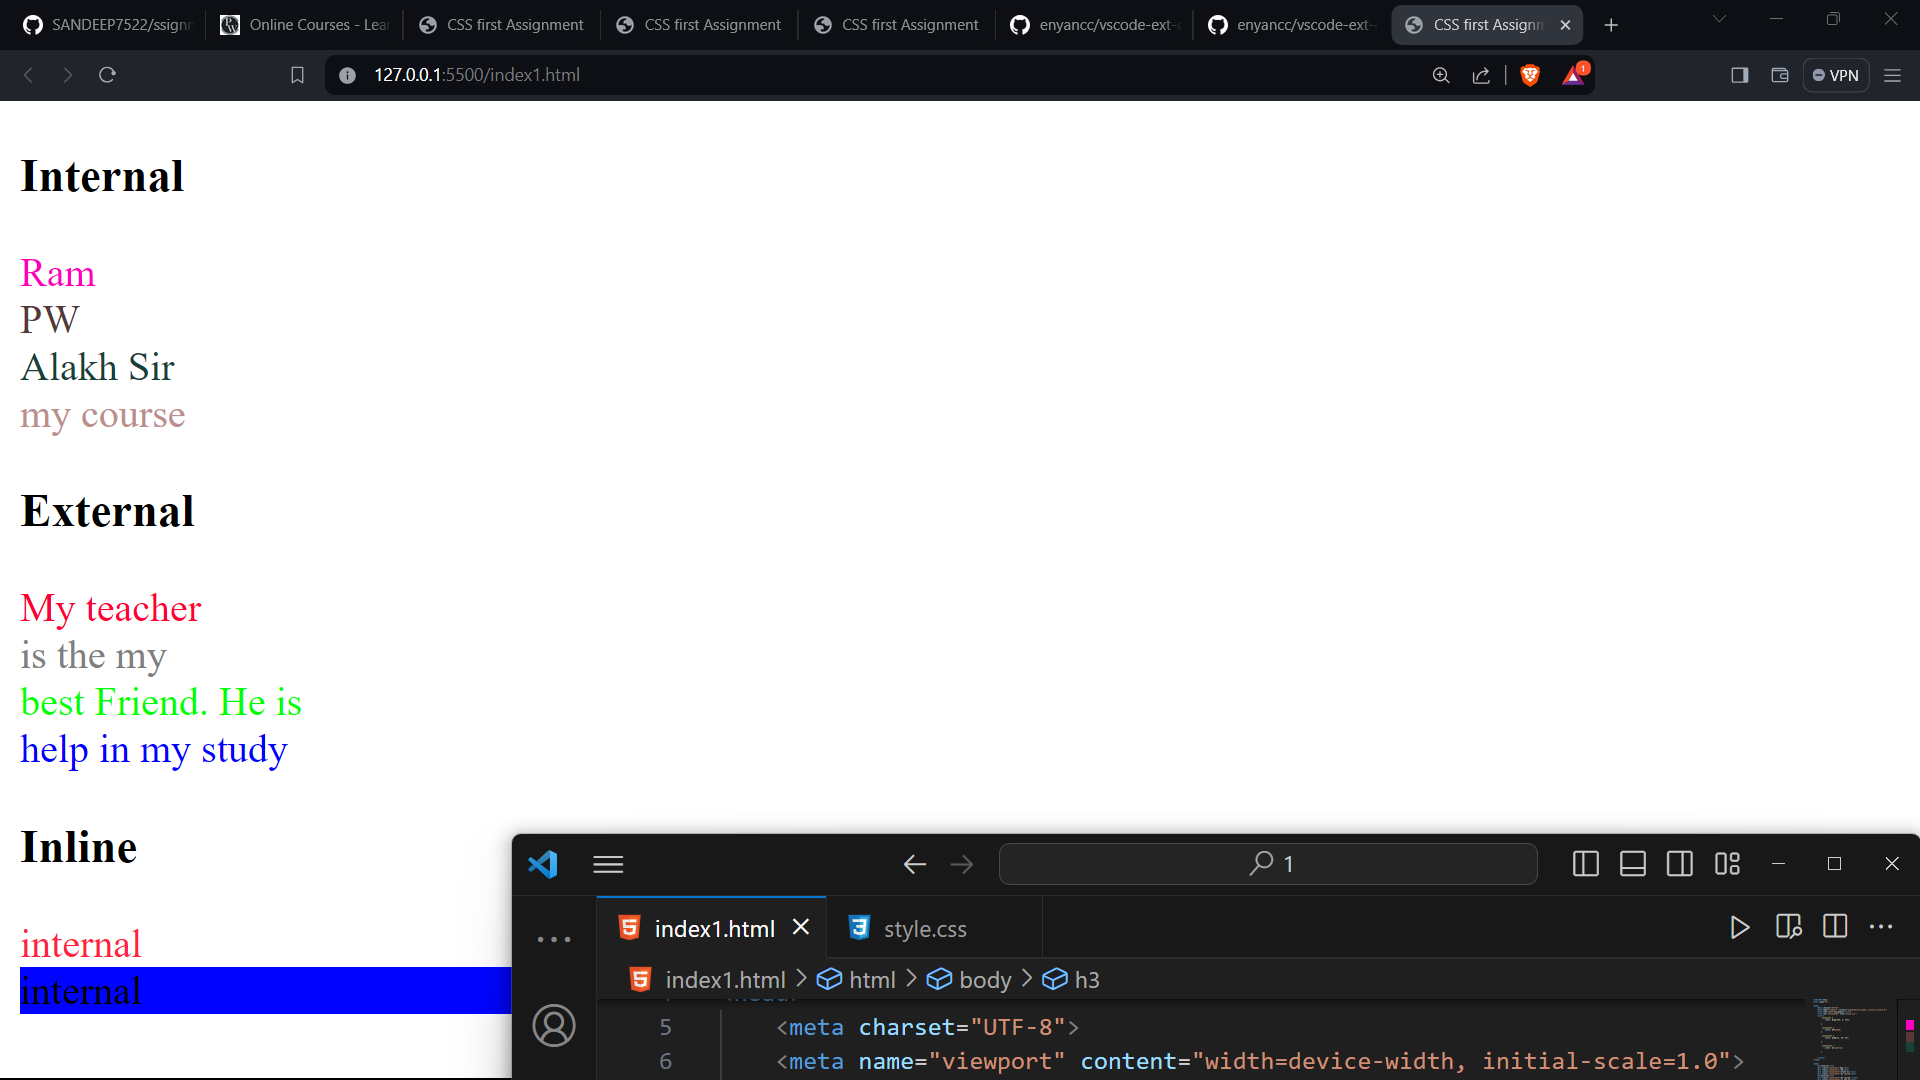 SANDEEP7522/ssignn
Online Courses - Lear
CSS first Assignment
CSS first Assignment
CSS first Assignment
enyancc/vscode-ext-
enyancc/vscode-ext-
CSS first Assignn
127.0.0.1:5500/index1.html
1
VPN
Internal
Ram
PW
Alakh Sir
my course
External
My teacher
is the my
best Friend. He is
help in my study
Inline
internal
internal
1
index1.html
style.css
index1.html > html > body > h3
5 <meta charset="UTF-8">
6 <meta name="viewport" content="width=device-width, initial-scale=1.0">